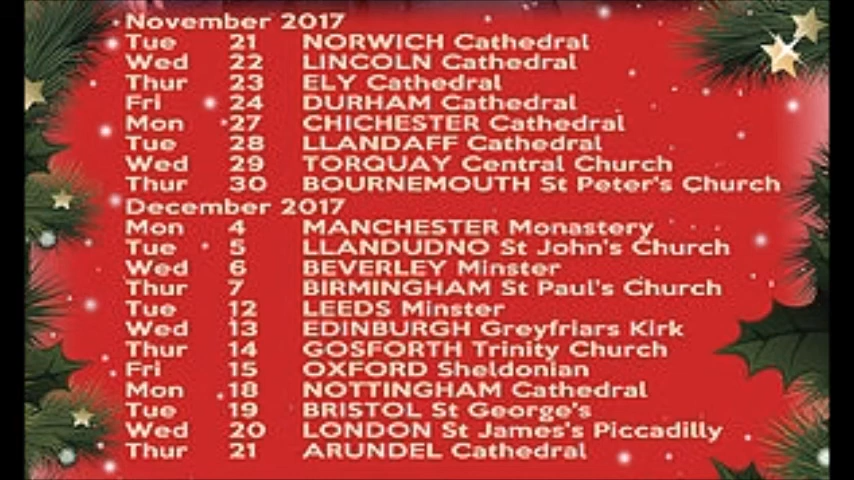 November 2017
Tue 21 NORWICH Cathedral
Wed 22 LINCOLN Cathedral
Thur 23 ELY Cathedral
Fri 24 DURHAM Cathedral
Mon 27 CHICHESTER Cathedral
Tue 28 LLANDAFF Cathedral
Wed 29 TORQUAY Central Church
Thur 30 BOURNEMOUTH St Peter's Church
December 2017
Mon 4 MANCHESTER Monastery
Tue 5 LLANDUDNO St John's Church
Wed 6 BEVERLEY Minster
Thur 7 BIRMINGHAM St Paul's Church
Tue 12 LEEDS Minster
Wed 13 EDINBURGH Greyfriars Kirk
Thur 14 GOSFORTH Trinity Church
Fri 15 OXFORD Sheldonian
Mon 18 NOTTINGHAM Cathedral
Tue 19 BRISTOL St George's
Wed 20 LONDON St James's Piccadilly
Thur 21 ARUNDEL Cathedral